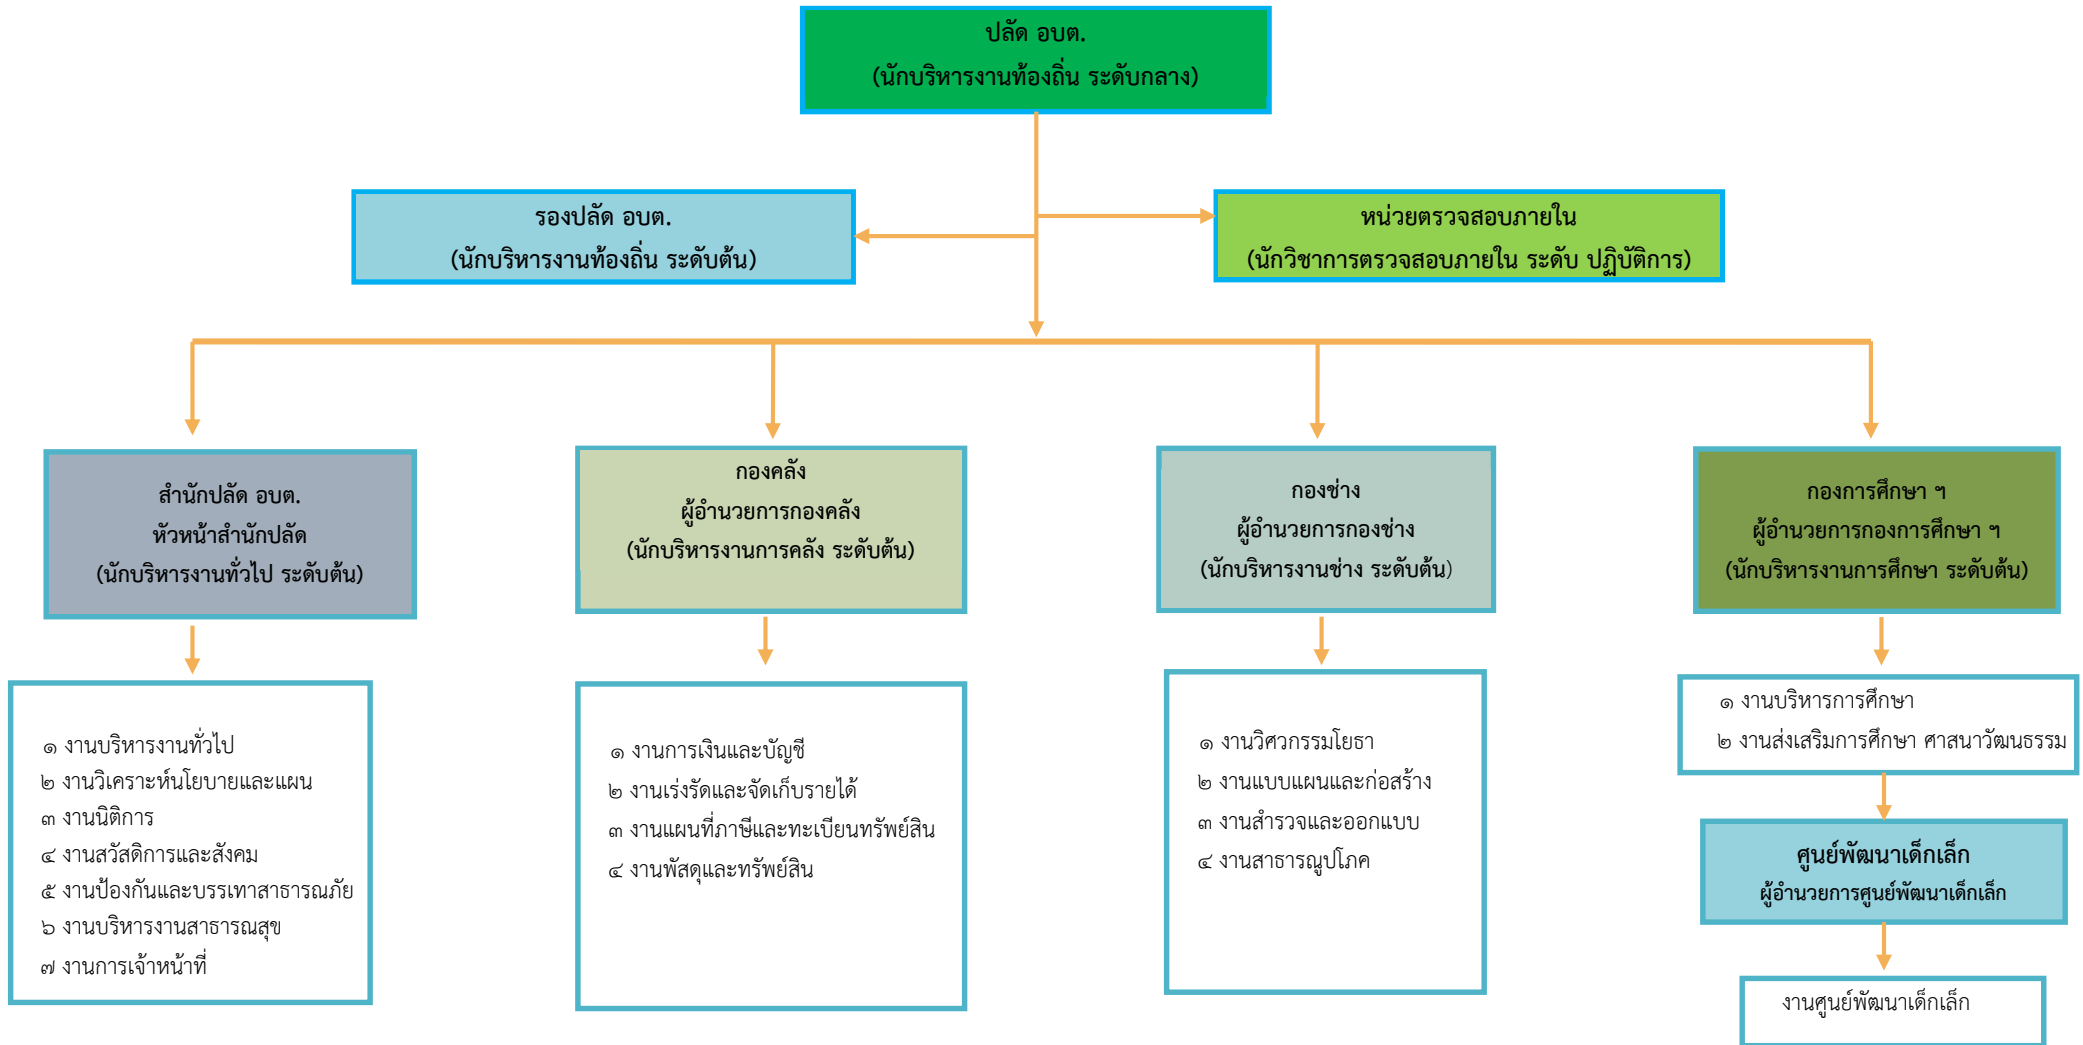 ปลัด อบต.
(นักบริหารงานท้องถิ่น ระดับกลาง)
รองปลัด อบต.
(นักบริหารงานท้องถิ่น ระดับต้น)
หน่วยตรวจสอบภายใน
(นักวิชาการตรวจสอบภายใน ระดับ ปฏิบัติการ)
สำนักปลัด อบต.
หัวหน้าสำนักปลัด
(นักบริหารงานทั่วไป ระดับต้น)
กองคลัง
ผู้อำนวยการกองคลัง
(นักบริหารงานการคลัง ระดับต้น)
กองช่าง
ผู้อำนวยการกองช่าง
(นักบริหารงานช่าง ระดับต้น)
กองการศึกษา ฯ
ผู้อำนวยการกองการศึกษา ฯ
(นักบริหารงานการศึกษา ระดับต้น)
๑ งานบริหารงานทั่วไป
๒ งานวิเคราะห์นโยบายและแผน
๓ งานนิติการ
๔ งานสวัสดิการและสังคม
๕ งานป้องกันและบรรเทาสาธารณภัย
๖ งานบริหารงานสาธารณสุข
๗ งานการเจ้าหน้าที่
๑ งานการเงินและบัญชี
๒ งานเร่งรัดและจัดเก็บรายได้
๓ งานแผนที่ภาษีและทะเบียนทรัพย์สิน
๔ งานพัสดุและทรัพย์สิน
๑ งานวิศวกรรมโยธา
๒ งานแบบแผนและก่อสร้าง
๓ งานสำรวจและออกแบบ
๔ งานสาธารณูปโภค
๑ งานบริหารการศึกษา
๒ งานส่งเสริมการศึกษา ศาสนาวัฒนธรรม
ศูนย์พัฒนาเด็กเล็ก
ผู้อำนวยการศูนย์พัฒนาเด็กเล็ก
งานศูนย์พัฒนาเด็กเล็ก